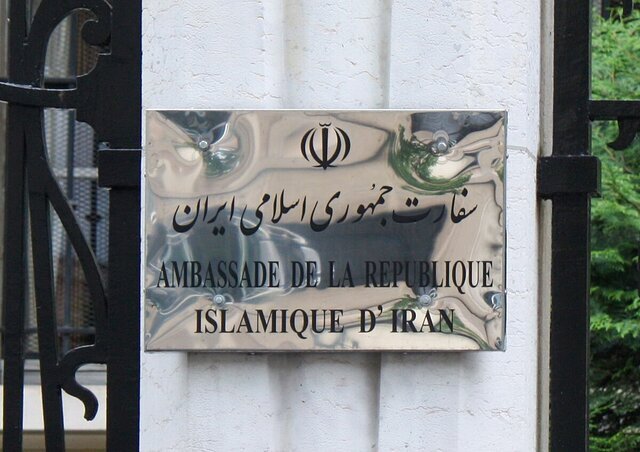 سفارت جمهوری اسلامی ایران
AMBASSADE DE LA REPUBLIQUE
ISLAMIQUE D'IRAN